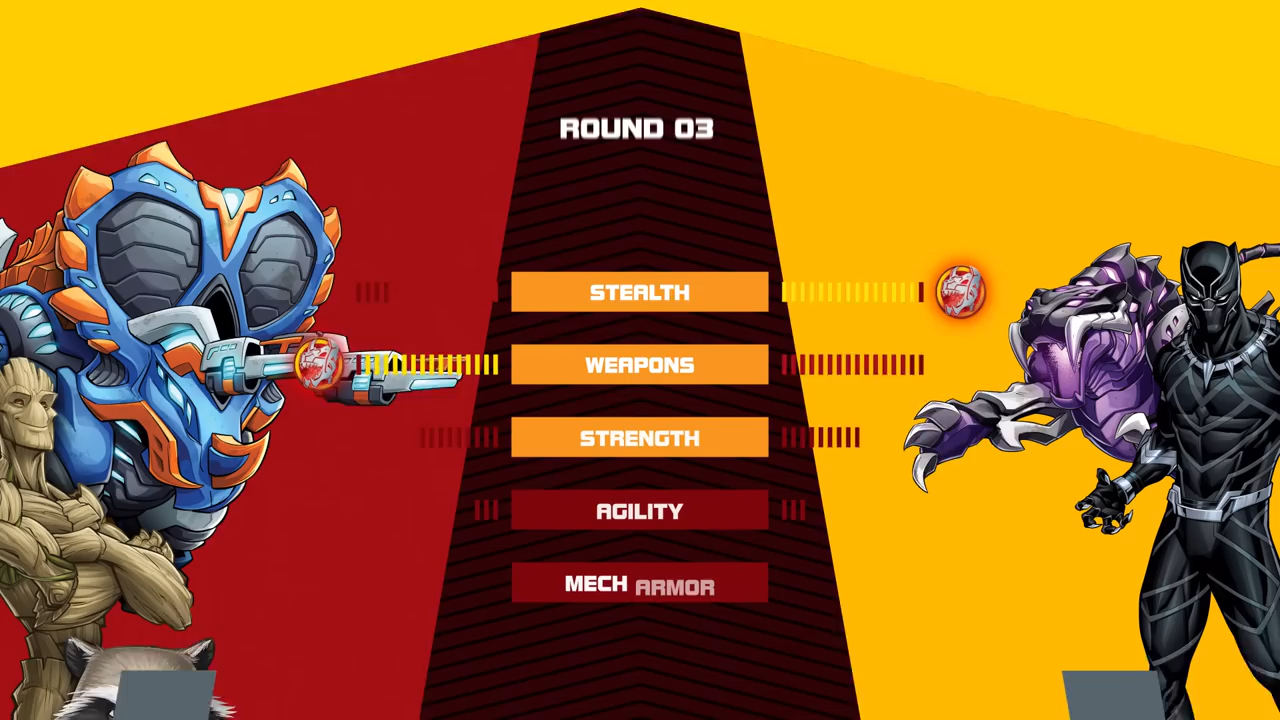 ROUND 03
STEALTH
WEAPONS
STRENGTH
AGILITY
MECH ARMOR